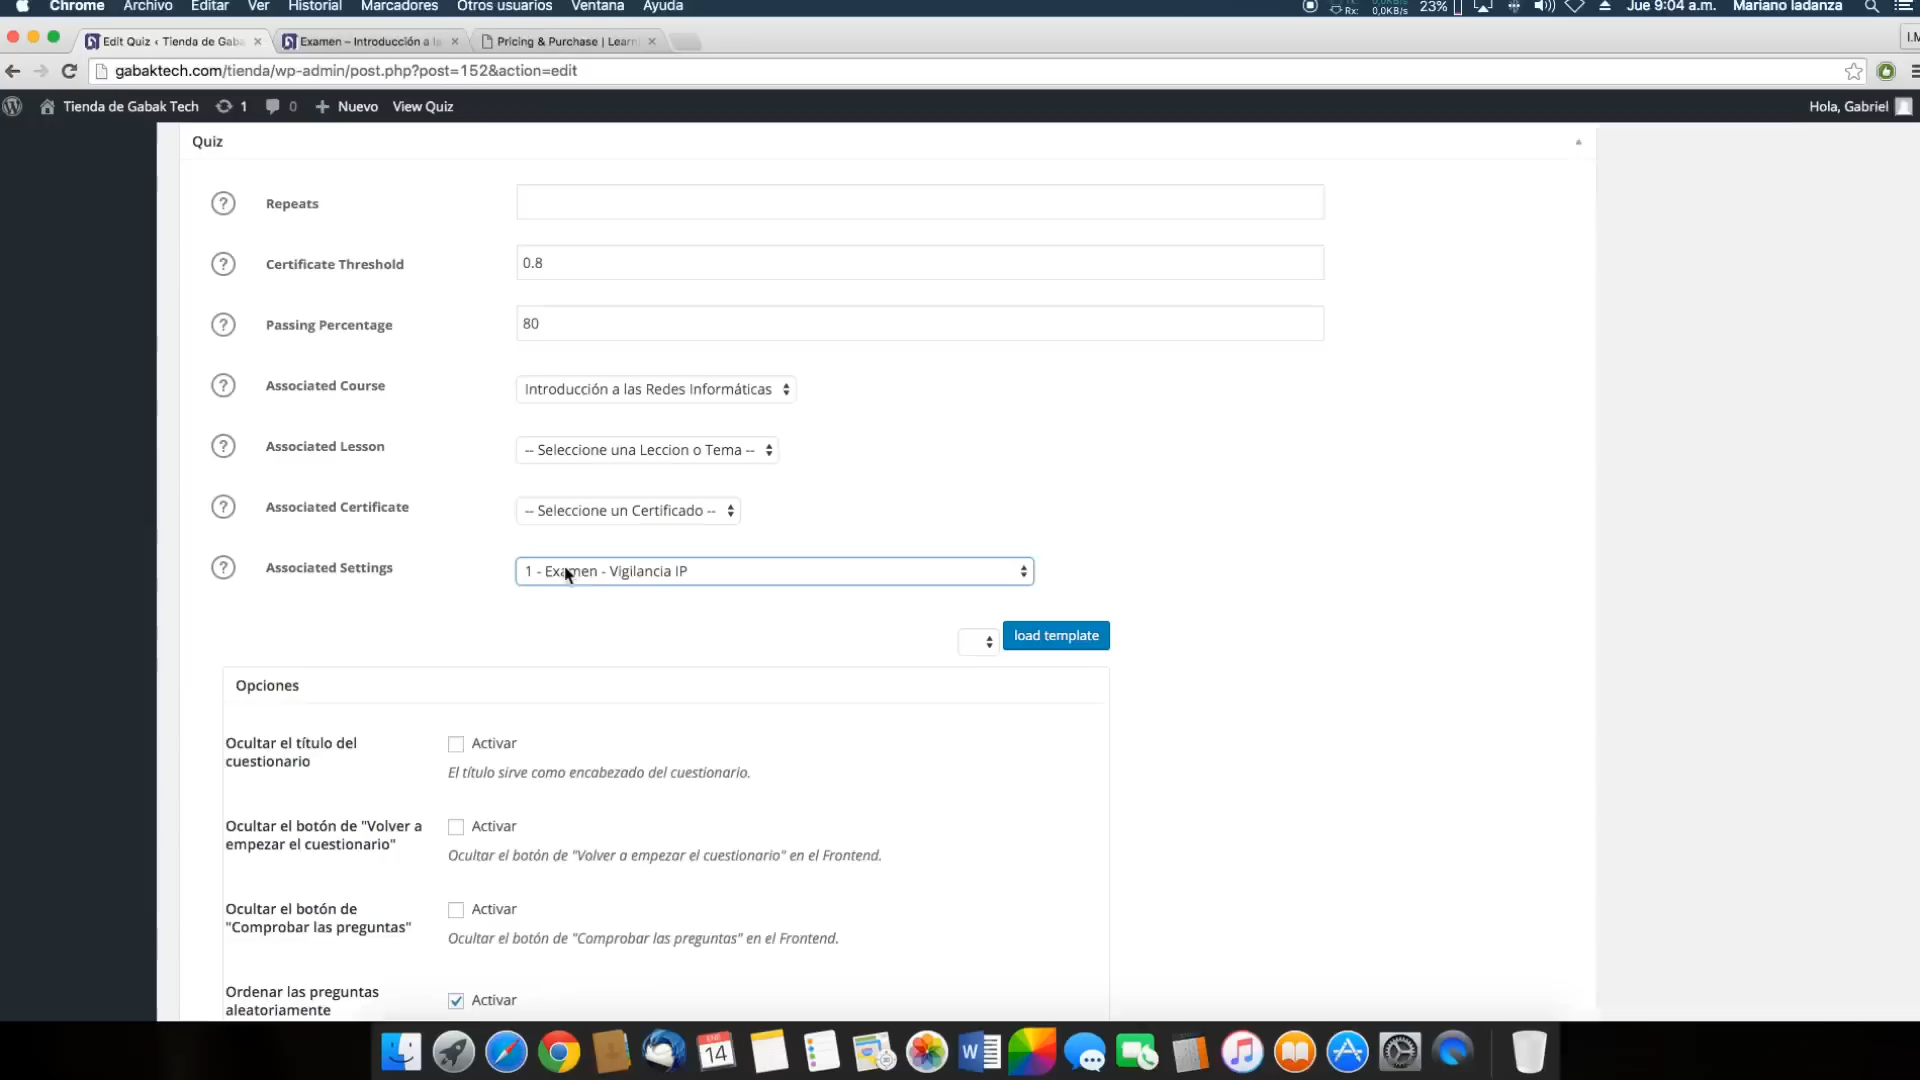 Chrome Archivo Editar Ver Historial Marcadores Otros usuarios Ventana Ayuda
Rx: 0,0KB/s 23% Jue 9:04 a.m. Mariano Iadanza
Edit Quiz ‹ Tienda de Gaba
Examen – Introducción a la
Pricing & Purchase | Learn
gabaktech.com/tienda/wp-admin/post.php?post=152&action=edit
Tienda de Gabak Tech 1 0 Nuevo View Quiz Hola, Gabriel
Quiz
? Repeats
? Certificate Threshold 0.8
? Passing Percentage 80
? Associated Course Introducción a las Redes Informáticas
? Associated Lesson -- Seleccione una Leccion o Tema --
? Associated Certificate -- Seleccione un Certificado --
? Associated Settings 1 - Examen - Vigilancia IP
load template
Opciones
Ocultar el título del cuestionario
Activar
El título sirve como encabezado del cuestionario.
Ocultar el botón de "Volver a
empezar el cuestionario"
Activar
Ocultar el botón de "Volver a empezar el cuestionario" en el Frontend.
Ocultar el botón de
"Comprobar las preguntas"
Activar
Ocultar el botón de "Comprobar las preguntas" en el Frontend.
Ordenar las preguntas
aleatoriamente
Activar
ENE
14
W